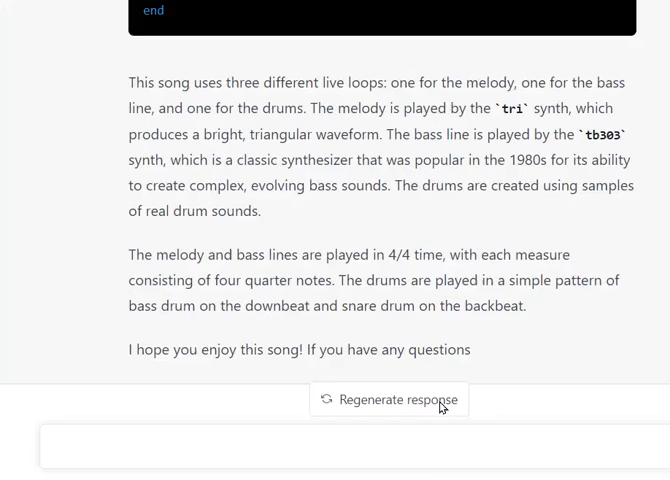 end
This song uses three different live loops: one for the melody, one for the bass
line, and one for the drums. The melody is played by the `tri` synth, which
produces a bright, triangular waveform. The bass line is played by the `tb303`
synth, which is a classic synthesizer that was popular in the 1980s for its ability
to create complex, evolving bass sounds. The drums are created using samples
of real drum sounds.
The melody and bass lines are played in 4/4 time, with each measure
consisting of four quarter notes. The drums are played in a simple pattern of
bass drum on the downbeat and snare drum on the backbeat.
I hope you enjoy this song! If you have any questions
Regenerate response